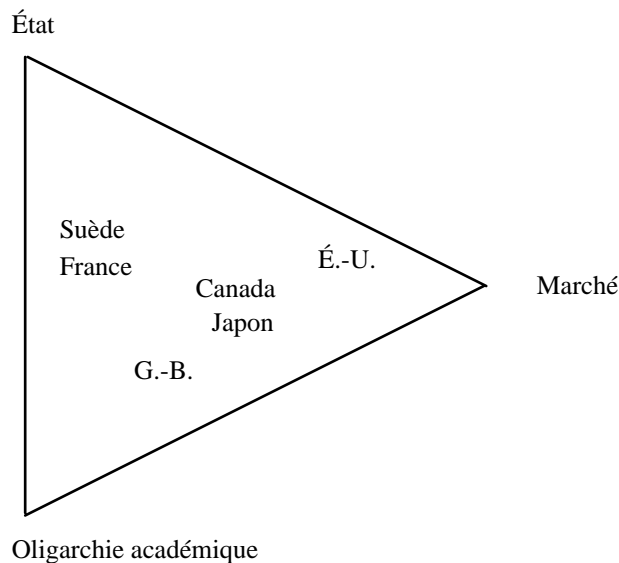 État
Suède
France
É.-U.
Canada
Japon
Marché
G.-B.
Oligarchie académique